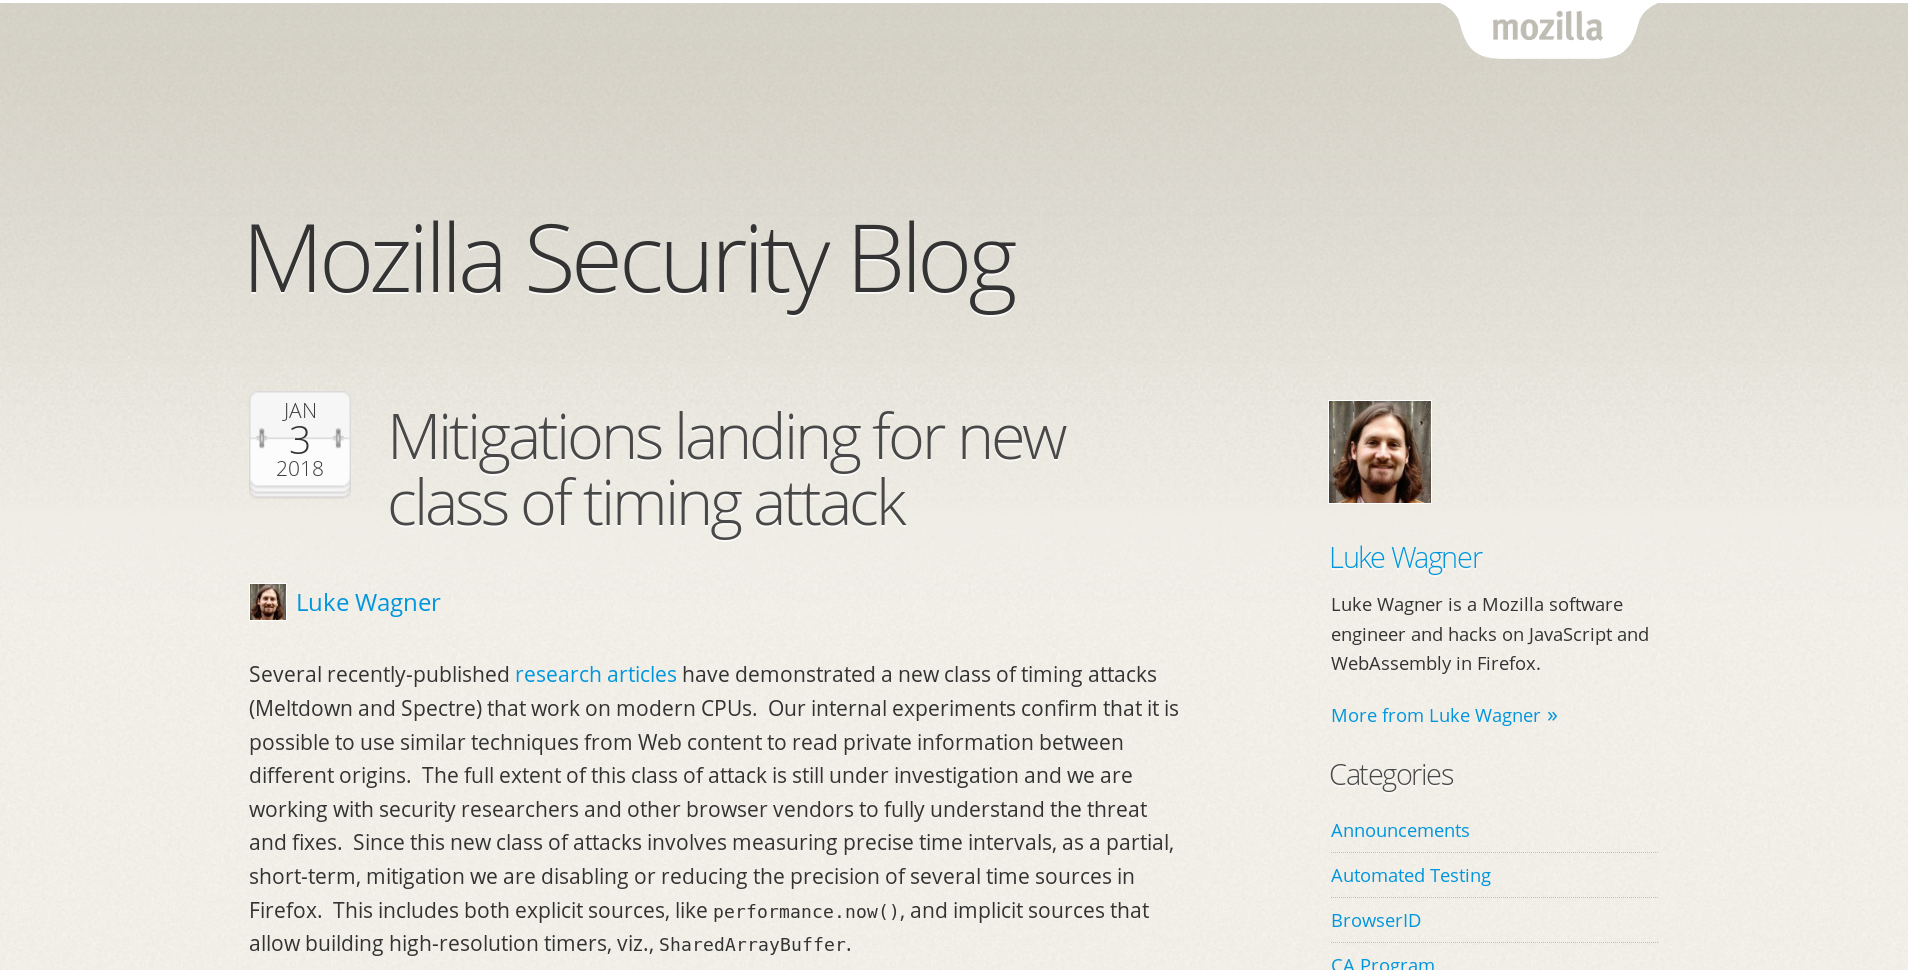 mozilla
Mozilla Security Blog
JAN
3
2018
Mitigations landing for new
class of timing attack
Luke Wagner
Several recently-published research articles have demonstrated a new class of timing attacks
(Meltdown and Spectre) that work on modern CPUs.  Our internal experiments confirm that it is
possible to use similar techniques from Web content to read private information between
different origins.  The full extent of this class of attack is still under investigation and we are
working with security researchers and other browser vendors to fully understand the threat
and fixes.  Since this new class of attacks involves measuring precise time intervals, as a partial,
short-term, mitigation we are disabling or reducing the precision of several time sources in
Firefox.  This includes both explicit sources, like performance.now(), and implicit sources that
allow building high-resolution timers, viz., SharedArrayBuffer.
Luke Wagner
Luke Wagner is a Mozilla software
engineer and hacks on JavaScript and
WebAssembly in Firefox.
More from Luke Wagner »
Categories
Announcements
Automated Testing
BrowserID
CA Program